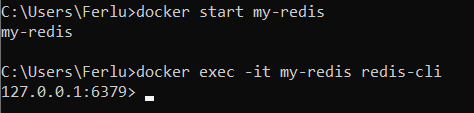 C:\Users\Ferlu>docker start my-redis
my-redis
C:\Users\Ferlu>docker exec -it my-redis redis-cli
127.0.0.1:6379>